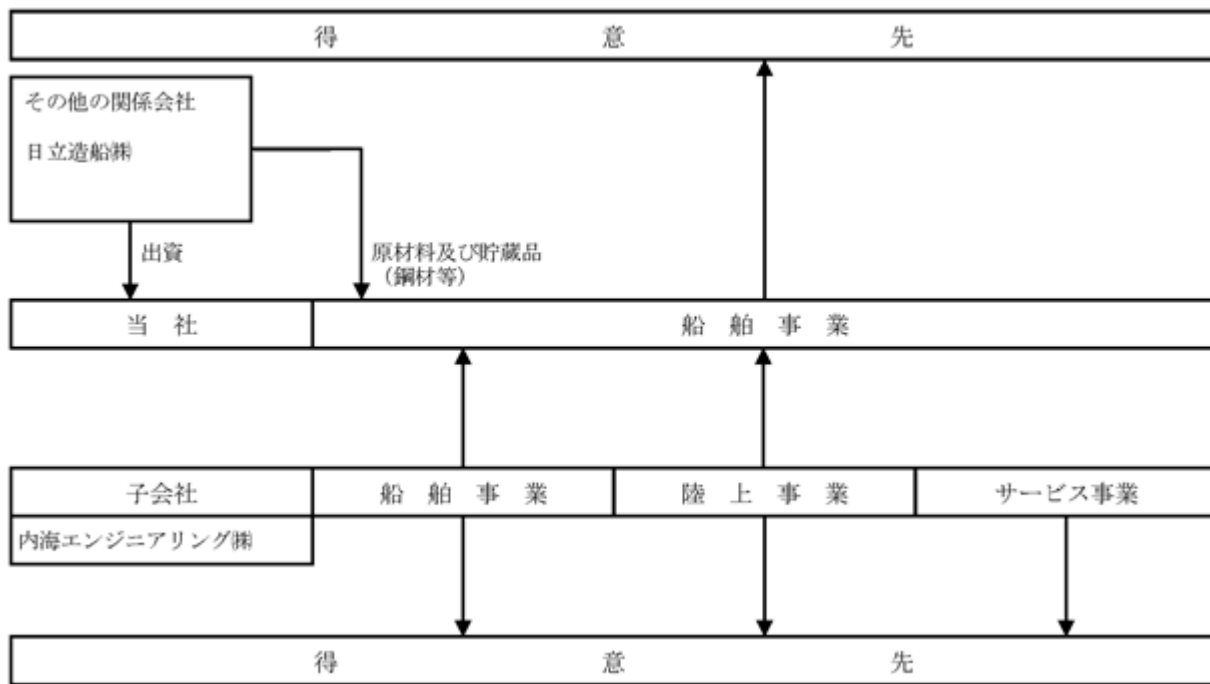 得意先
その他の関係会社
日立造船㈱
出資
原材料及び貯蔵品
（鋼材等）
当社
船舶事業
子会社
船舶事業
陸上事業
サービス事業
内海エンジニアリング㈱
得意先